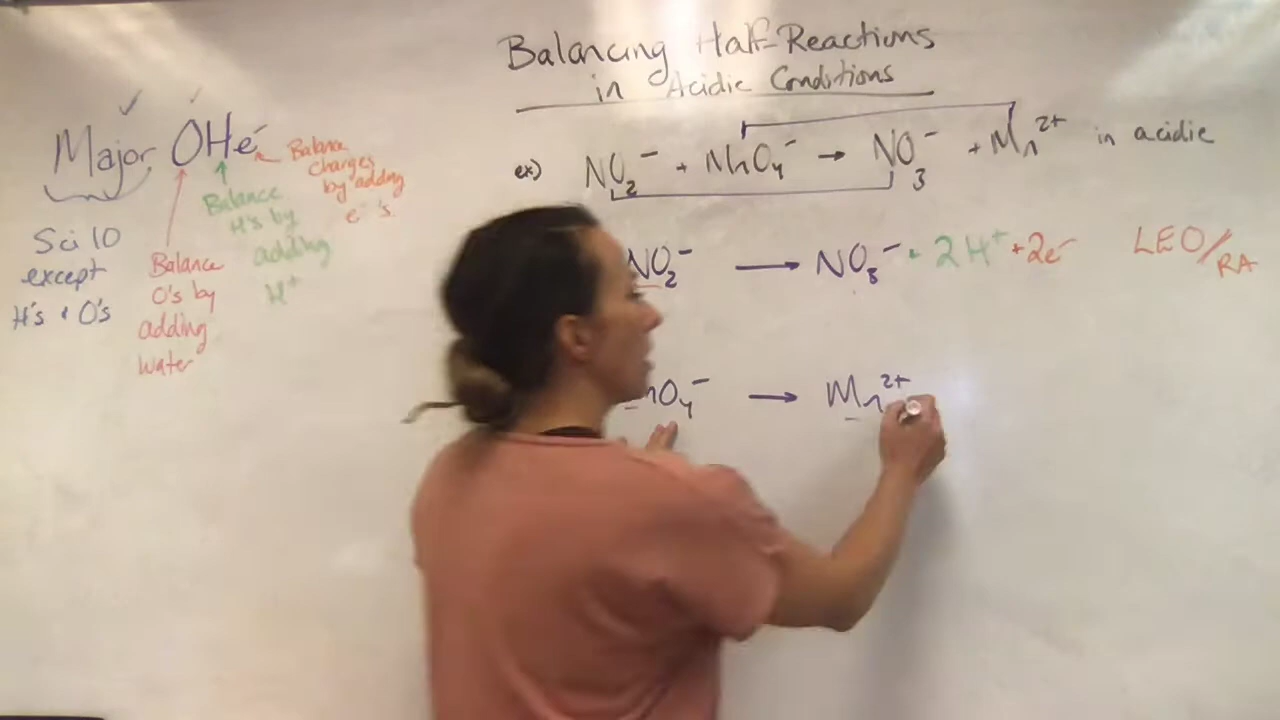 Balancing Half-Reactions
in Acidic Conditions
Major OHe⁻
Balance
charges
by adding
e⁻'s
Balance
H's by
adding
H⁺
Sci 10
except
H's + O's
Balance
O's by
adding
water
ex) NO₂⁻ + MnO₄⁻ → NO₃⁻ + Mn²⁺ in acidic
NO₂⁻ → NO₃⁻ + 2H⁺ + 2e⁻ LEO/RA
nO₄⁻ → Mn²⁺